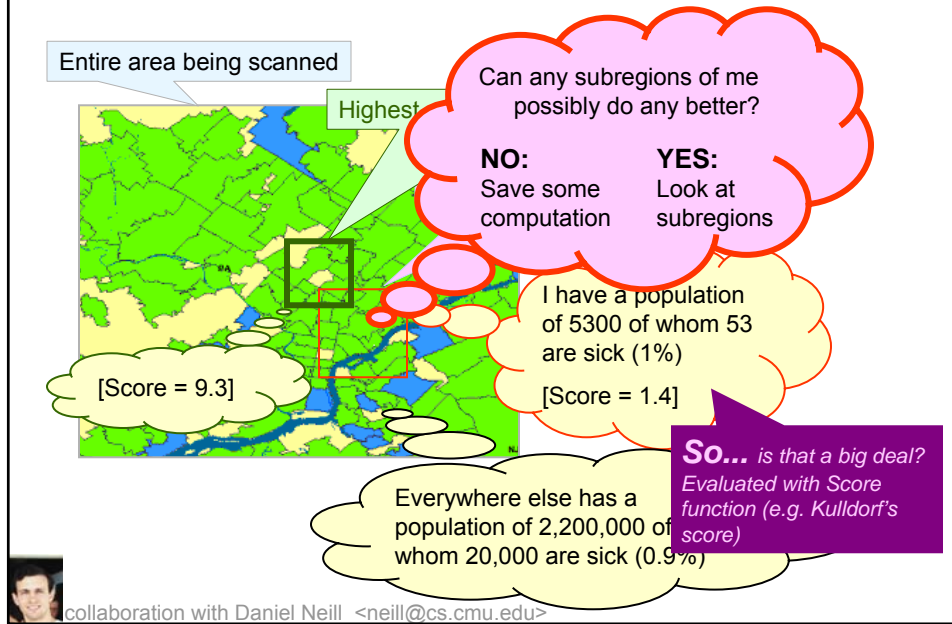 Entire area being scanned
Highest
Can any subregions of me
possibly do any better?
NO:
Save some
computation
YES:
Look at
subregions
I have a population
of 5300 of whom 53
are sick (1%)
[Score = 1.4]
[Score = 9.3]
So... is that a big deal?
Evaluated with Score
function (e.g. Kulldorf's
score)
Everywhere else has a
population of 2,200,000 of
whom 20,000 are sick (0.9%)
PA
collaboration with Daniel Neill <neill@cs.cmu.edu>